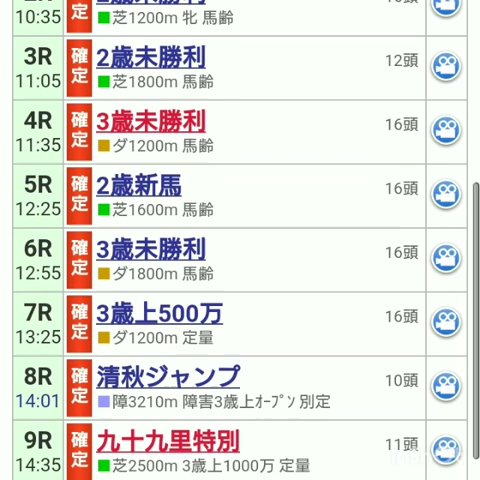 10:35 定 芝1200m 牝 馬齢
3R 確定 2歳未勝利 12頭
11:05 芝1800m 馬齢
4R 確定 3歳未勝利 16頭
11:35 ダ1200m 馬齢
5R 確定 2歳新馬 16頭
12:25 芝1600m 馬齢
6R 確定 3歳未勝利 16頭
12:55 ダ1800m 馬齢
7R 確定 3歳上500万 16頭
13:25 ダ1200m 定量
8R 確定 清秋ジャンプ 10頭
14:01 障3210m 障害3歳上オープン 別定
9R 確定 九十九里特別 11頭
14:35 芝2500m 3歳上1000万 定量